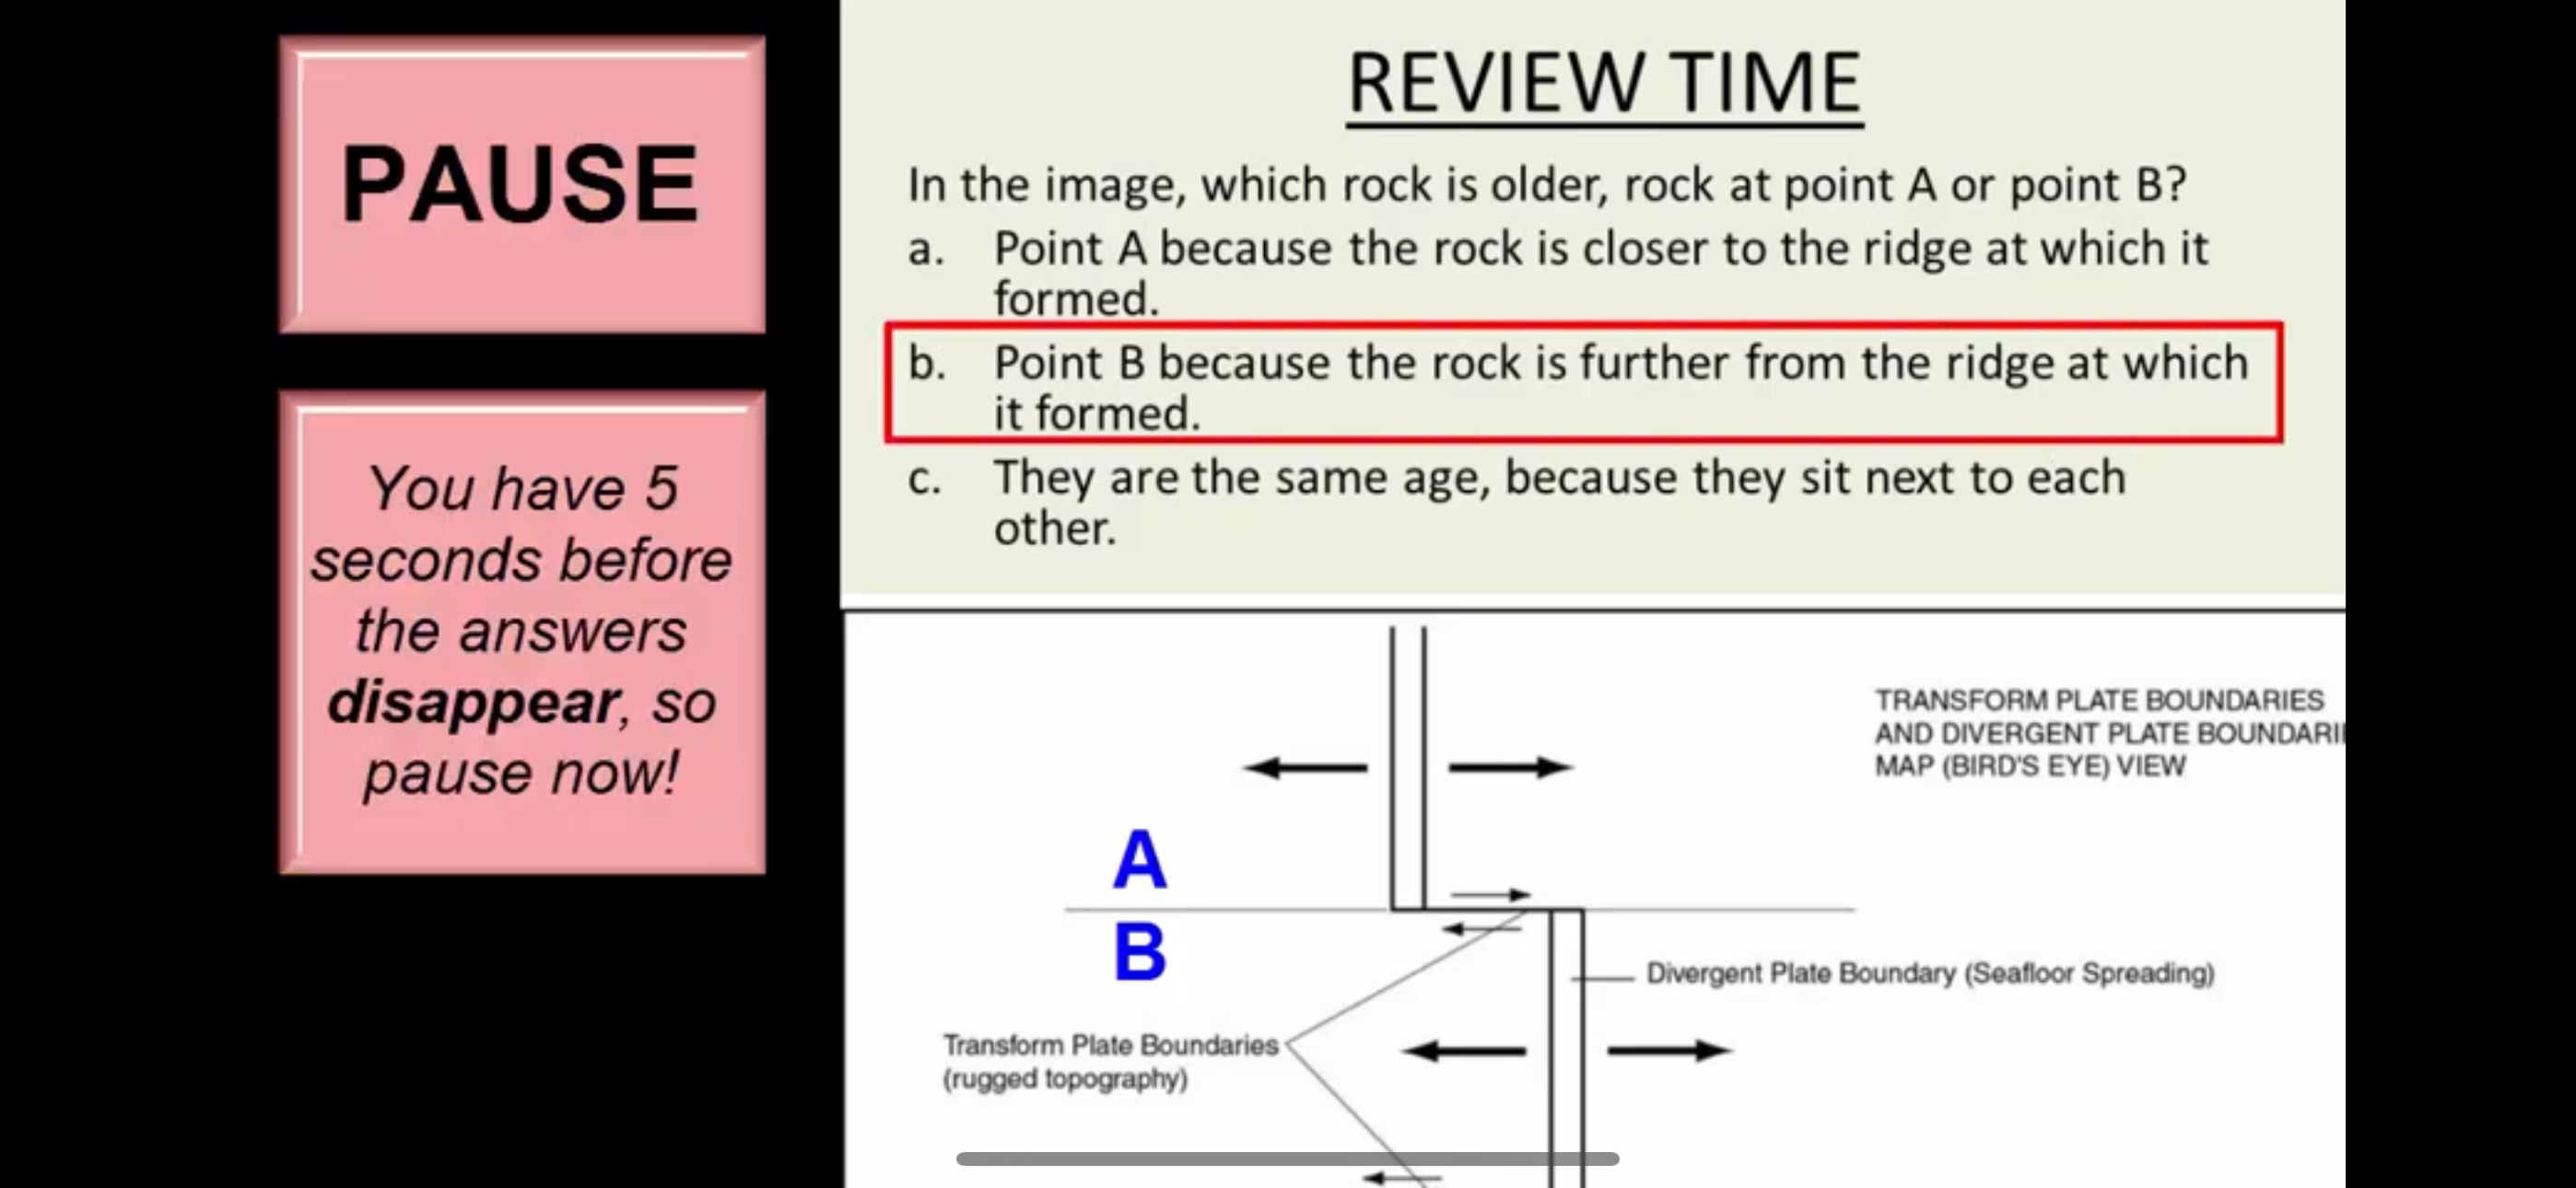 PAUSE
You have 5
seconds before
the answers
disappear, so
pause now!
REVIEW TIME
In the image, which rock is older, rock at point A or point B?
a. Point A because the rock is closer to the ridge at which it
formed.
b. Point B because the rock is further from the ridge at which
it formed.
c. They are the same age, because they sit next to each
other.
TRANSFORM PLATE BOUNDARIES
AND DIVERGENT PLATE BOUNDARI
MAP (BIRD'S EYE) VIEW
A
B
Divergent Plate Boundary (Seafloor Spreading)
Transform Plate Boundaries
(rugged topography)